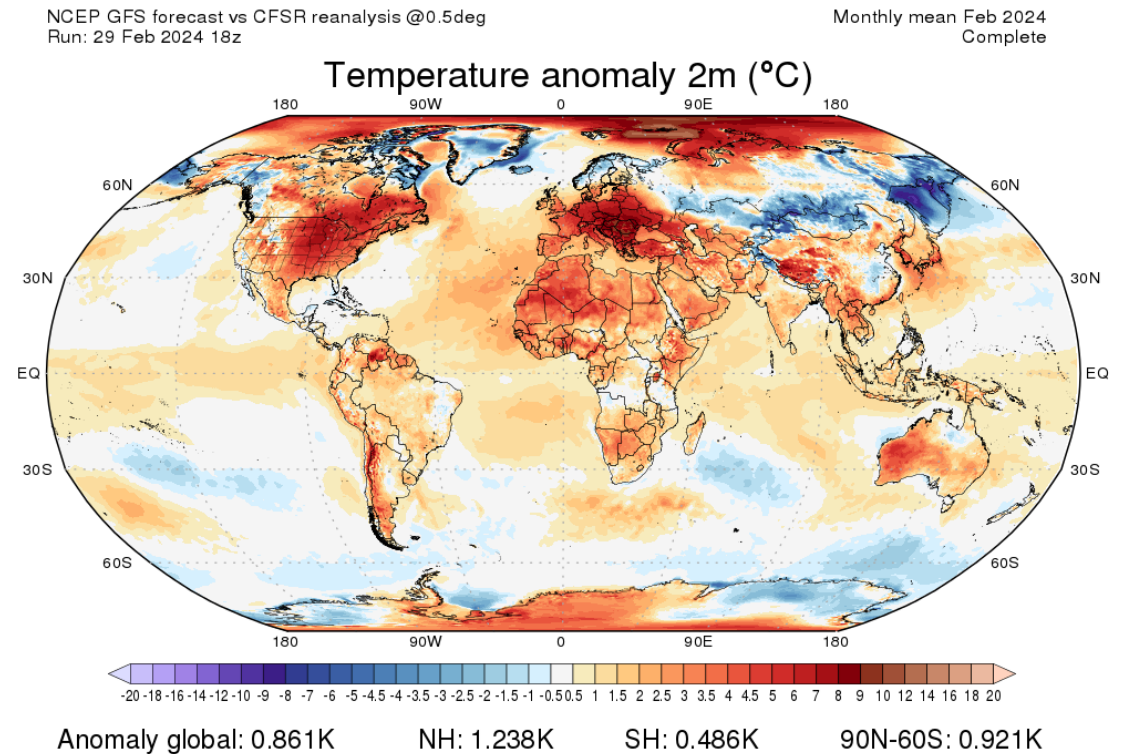 NCEP GFS forecast vs CFSR reanalysis @0.5deg
Monthly mean Feb 2024
Run: 29 Feb 2024 18z
Complete
Temperature anomaly 2m (°C)
180 90W 0 90E 180
60N 60N
30N 30N
EQ EQ
30S 30S
60S 60S
180 90W 0 90E 180
-20 -18 -16 -14 -12 -10 -9 -8 -7 -6 -5 -4.5 -4 -3.5 -3 -2.5 -2 -1.5 -1 -0.5 0.5 1 1.5 2 2.5 3 3.5 4 4.5 5 6 7 8 9 10 12 14 16 18 20
Anomaly global: 0.861K NH: 1.238K SH: 0.486K 90N-60S: 0.921K